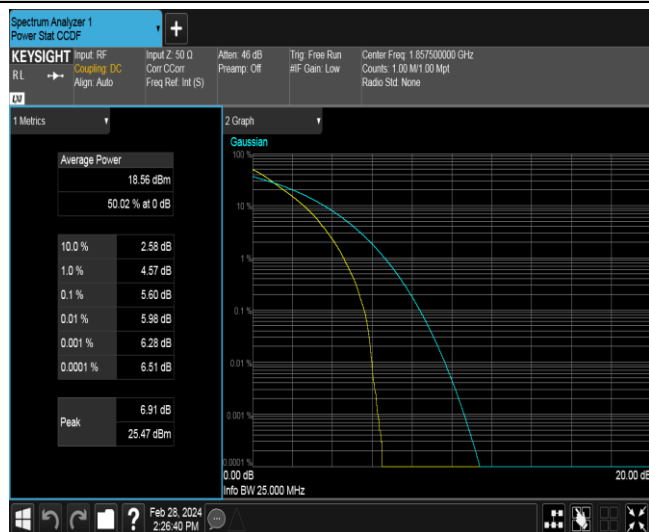 Spectrum Analyzer 1
Power Stat CCDF
+
KEYSIGHT
RL
LXI
Input: RF
Coupling: DC
Align: Auto
Input Z: 50 Ω
Corr CCorr
Freq Ref: Int (S)
Atten: 46 dB
Preamp: Off
Trig: Free Run
#IF Gain: Low
Center Freq: 1.857500000 GHz
Counts: 1.00 M/1.00 Mpt
Radio Std: None
1 Metrics
Average Power
18.56 dBm
50.02 % at 0 dB
10.0 % 2.58 dB
1.0 % 4.57 dB
0.1 % 5.60 dB
0.01 % 5.98 dB
0.001 % 6.28 dB
0.0001 % 6.51 dB
Peak
6.91 dB
25.47 dBm
2 Graph
Gaussian
100 %
10 %
1 %
0.1 %
0.01 %
0.001 %
0.0001 %
0.00 dB 20.00 dB
Info BW 25.000 MHz
?
Feb 28, 2024
2:26:40 PM